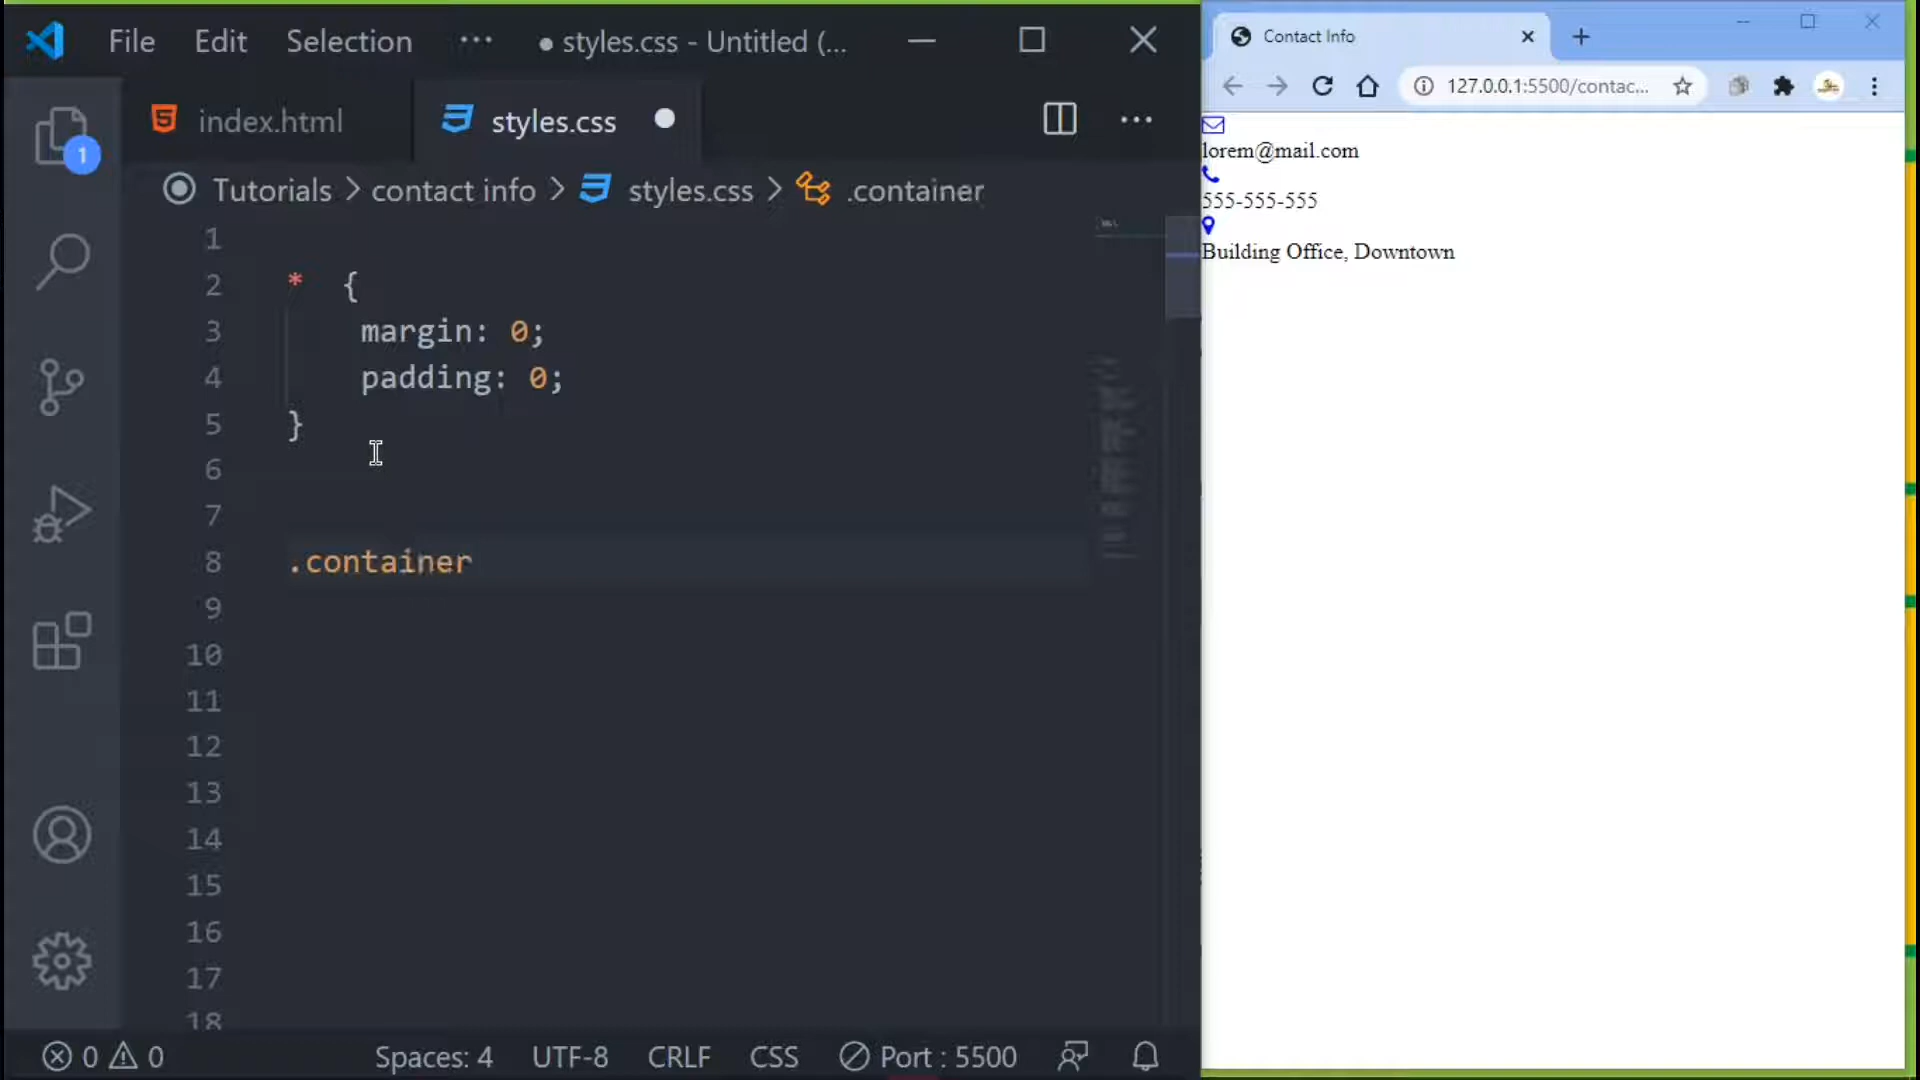 File Edit Selection ··· ● styles.css - Untitled (...
index.html styles.css
Tutorials > contact info > styles.css > .container
1
2 * {
3 margin: 0;
4 padding: 0;
5 }
6
7
8 .container
9
10
11
12
13
14
15
16
17
18
1
0 0 Spaces: 4 UTF-8 CRLF CSS Port : 5500
Contact Info
127.0.0.1:5500/contac...
lorem@mail.com
555-555-555
Building Office, Downtown